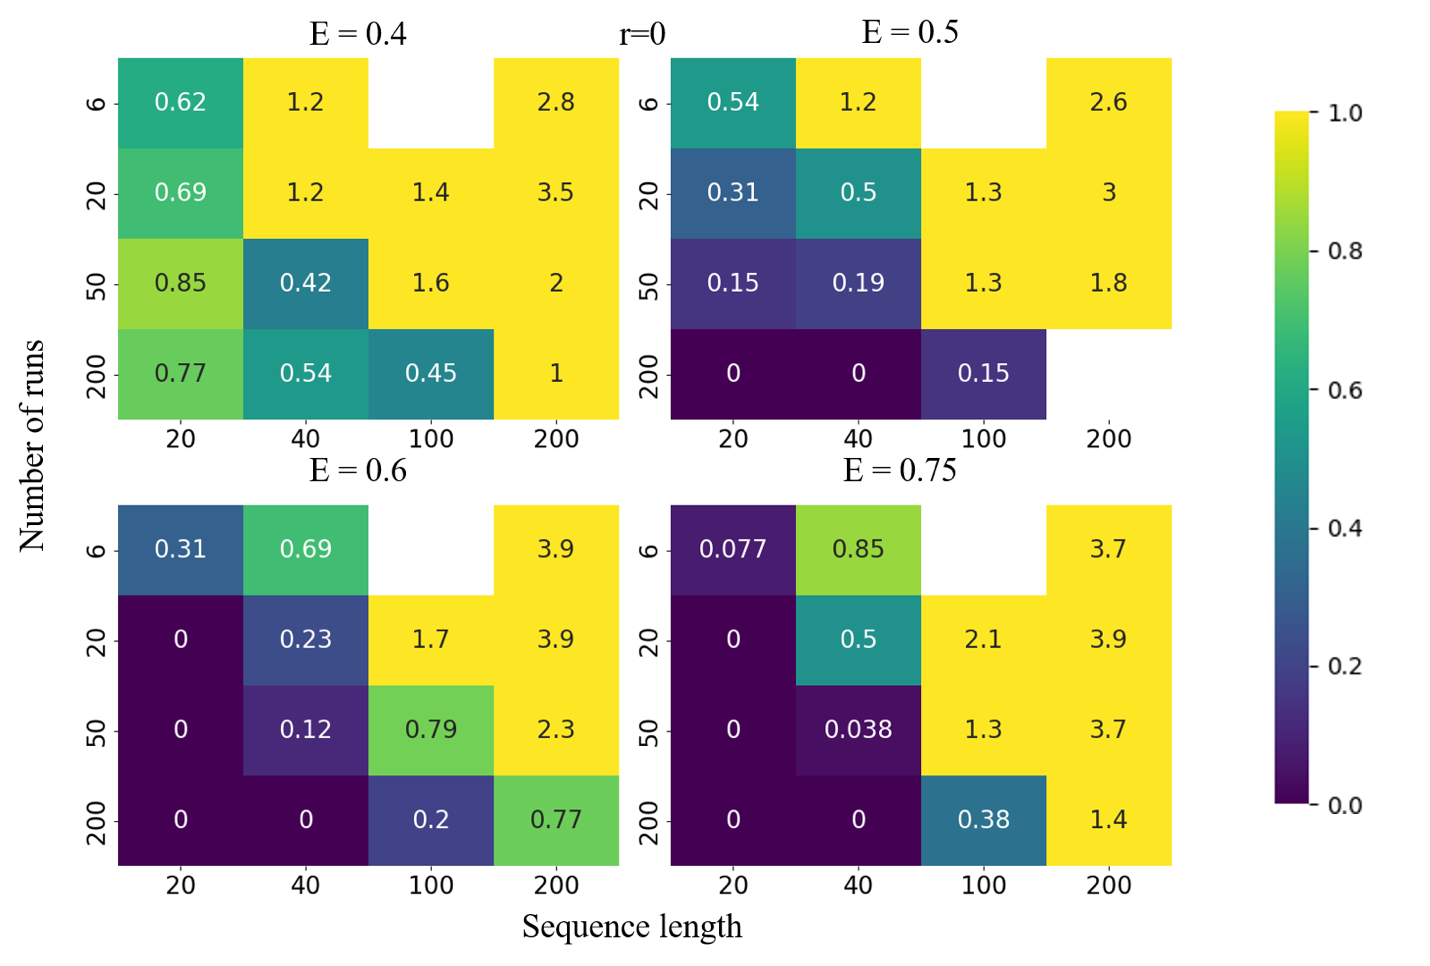 E = 0.4 r=0 E = 0.5
6 0.62 1.2 2.8 6 0.54 1.2 2.6
20 0.69 1.2 1.4 3.5 20 0.31 0.5 1.3 3
50 0.85 0.42 1.6 2 50 0.15 0.19 1.3 1.8
200 0.77 0.54 0.45 1 200 0 0 0.15
20 40 100 200 20 40 100 200
E = 0.6 E = 0.75
6 0.31 0.69 3.9 6 0.077 0.85 3.7
20 0 0.23 1.7 3.9 20 0 0.5 2.1 3.9
50 0 0.12 0.79 2.3 50 0 0.038 1.3 3.7
200 0 0 0.2 0.77 200 0 0 0.38 1.4
20 40 100 200 20 40 100 200
Number of runs
Sequence length
1.0
0.8
0.6
0.4
0.2
0.0